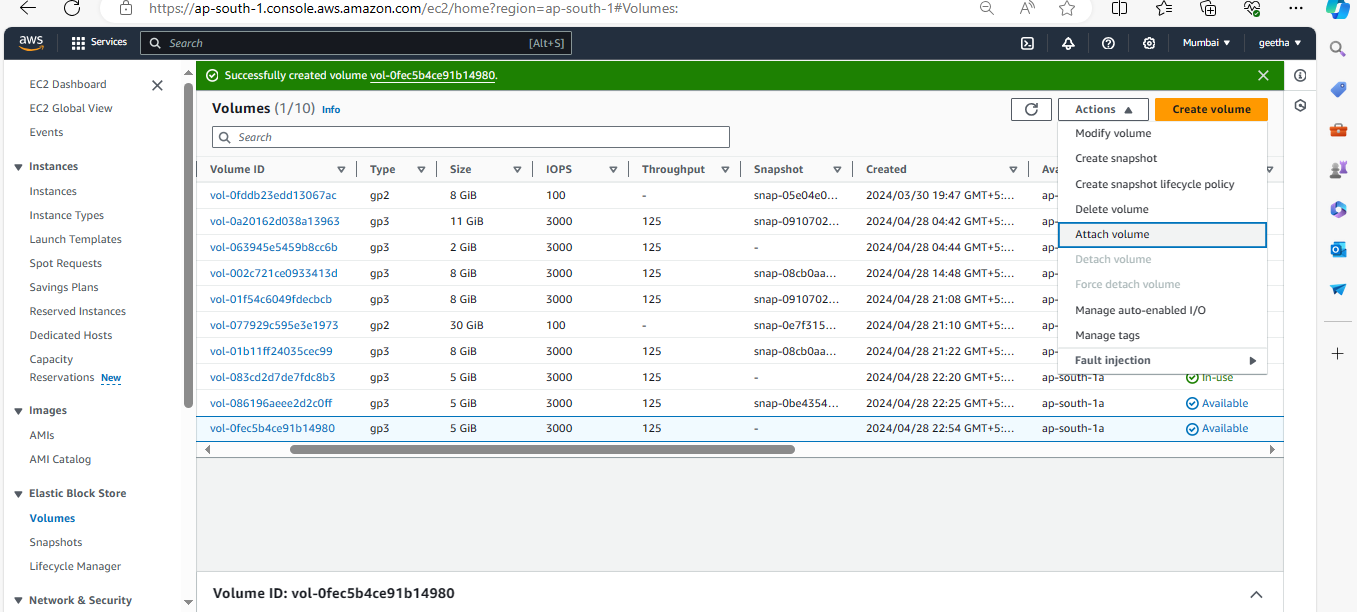 https://ap-south-1.console.aws.amazon.com/ec2/home?region=ap-south-1#Volumes:
aws Services Search [Alt+S] Mumbai geetha
EC2 Dashboard
EC2 Global View
Events
Instances
Instances
Instance Types
Launch Templates
Spot Requests
Savings Plans
Reserved Instances
Dedicated Hosts
Capacity
Reservations New
Images
AMIs
AMI Catalog
Elastic Block Store
Volumes
Snapshots
Lifecycle Manager
Network & Security
Successfully created volume vol-0fec5b4ce91b14980.
Volumes (1/10) Info
Actions
Create volume
Search
Modify volume
Create snapshot
Create snapshot lifecycle policy
Delete volume
Attach volume
Detach volume
Force detach volume
Manage auto-enabled I/O
Manage tags
Fault injection
Volume ID Type Size IOPS Throughput Snapshot Created Ava
vol-0fddb23edd13067ac gp2 8 GiB 100 - snap-05e04e0... 2024/03/30 19:47 GMT+5:... ap-
vol-0a20162d038a13963 gp3 11 GiB 3000 125 snap-0910702... 2024/04/28 04:42 GMT+5:... ap-
vol-063945e5459b8cc6b gp3 2 GiB 3000 125 - 2024/04/28 04:44 GMT+5:... ap-
vol-002c721ce0933413d gp3 8 GiB 3000 125 snap-08cb0aa... 2024/04/28 14:48 GMT+5:... ap-
vol-01f54c6049fdecbcb gp3 8 GiB 3000 125 snap-0910702... 2024/04/28 21:08 GMT+5:... ap-
vol-077929c595e3e1973 gp2 30 GiB 100 - snap-0e7f315... 2024/04/28 21:10 GMT+5:... ap-
vol-01b11ff24035cec99 gp3 8 GiB 3000 125 snap-08cb0aa... 2024/04/28 21:22 GMT+5:... ap-
vol-083cd2d7de7fdc8b3 gp3 5 GiB 3000 125 - 2024/04/28 22:20 GMT+5:... ap-south-1a In-use
vol-086196aeee2d2c0ff gp3 5 GiB 3000 125 snap-0be4354... 2024/04/28 22:25 GMT+5:... ap-south-1a Available
vol-0fec5b4ce91b14980 gp3 5 GiB 3000 125 - 2024/04/28 22:54 GMT+5:... ap-south-1a Available
Volume ID: vol-0fec5b4ce91b14980